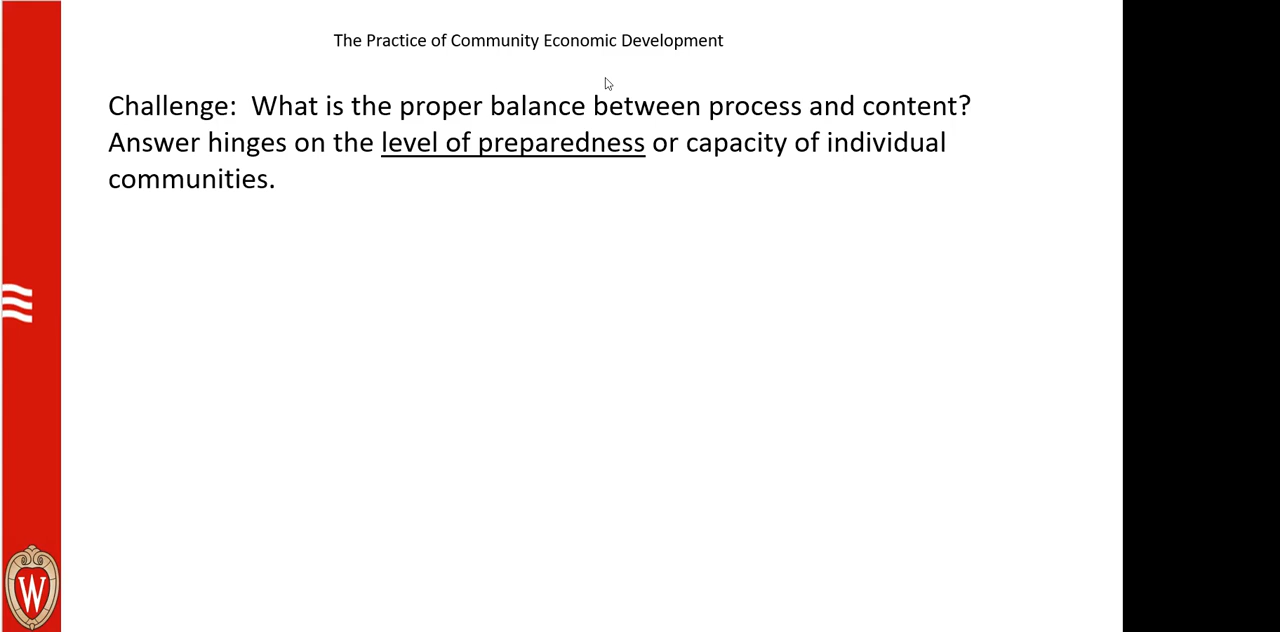 The Practice of Community Economic Development
Challenge:  What is the proper balance between process and content?
Answer hinges on the level of preparedness or capacity of individual
communities.
W